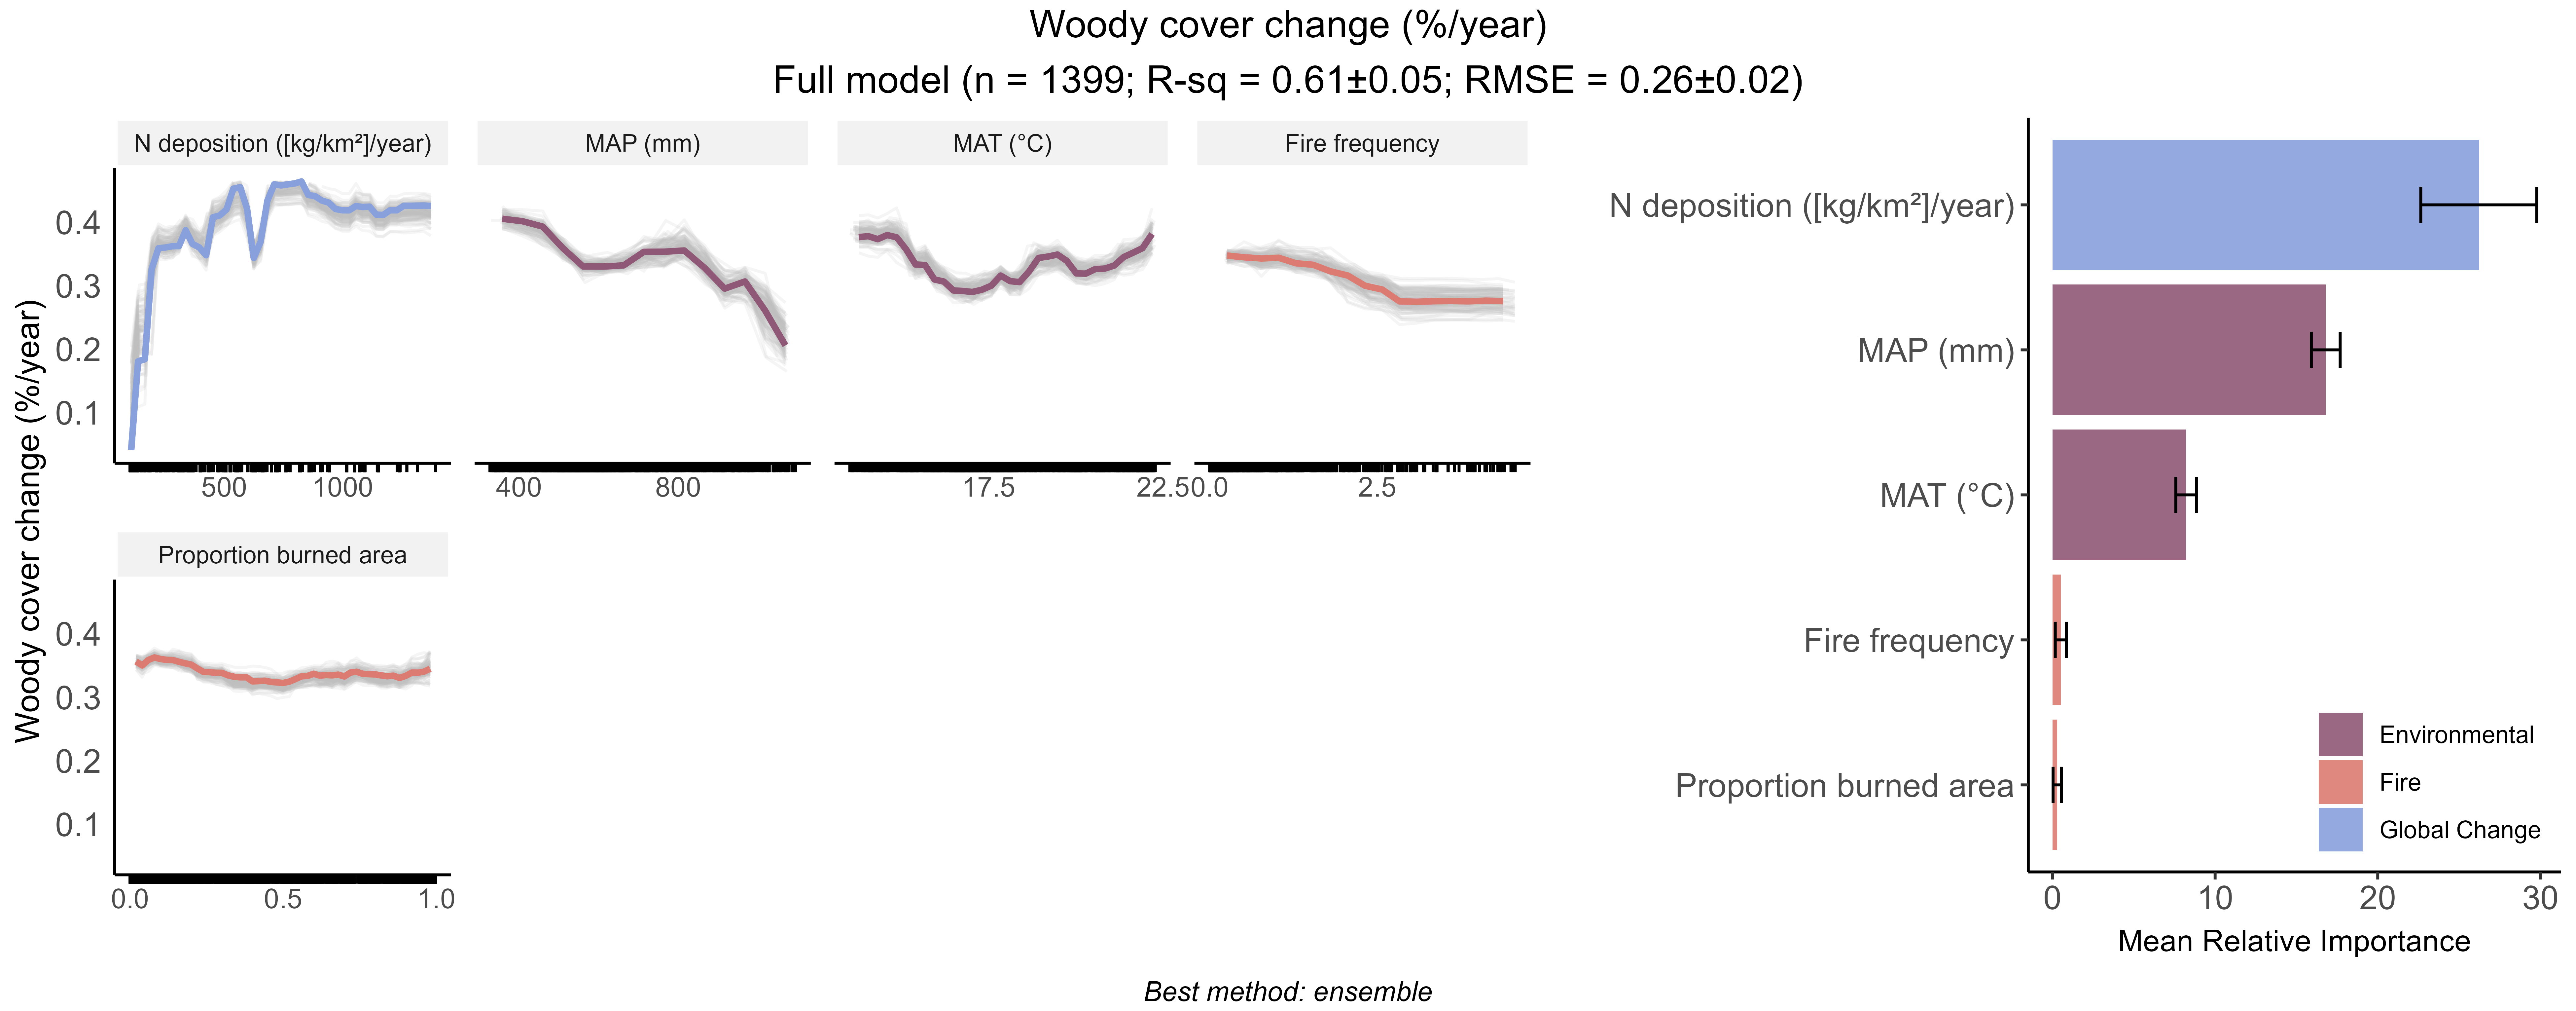 Woody cover change (%/year)
Full model (n = 1399; R-sq = 0.61±0.05; RMSE = 0.26±0.02)
N deposition ([kg/km²]/year)
MAP (mm)
MAT (°C)
Fire frequency
Woody cover change (%/year)
0.4
0.3
0.2
0.1
500
1000
400
800
17.5
22.5
0.0
2.5
Proportion burned area
0.4
0.3
0.2
0.1
0.0
0.5
1.0
N deposition ([kg/km²]/year)
MAP (mm)
MAT (°C)
Fire frequency
Proportion burned area
Environmental
Fire
Global Change
0
10
20
30
Mean Relative Importance
Best method: ensemble